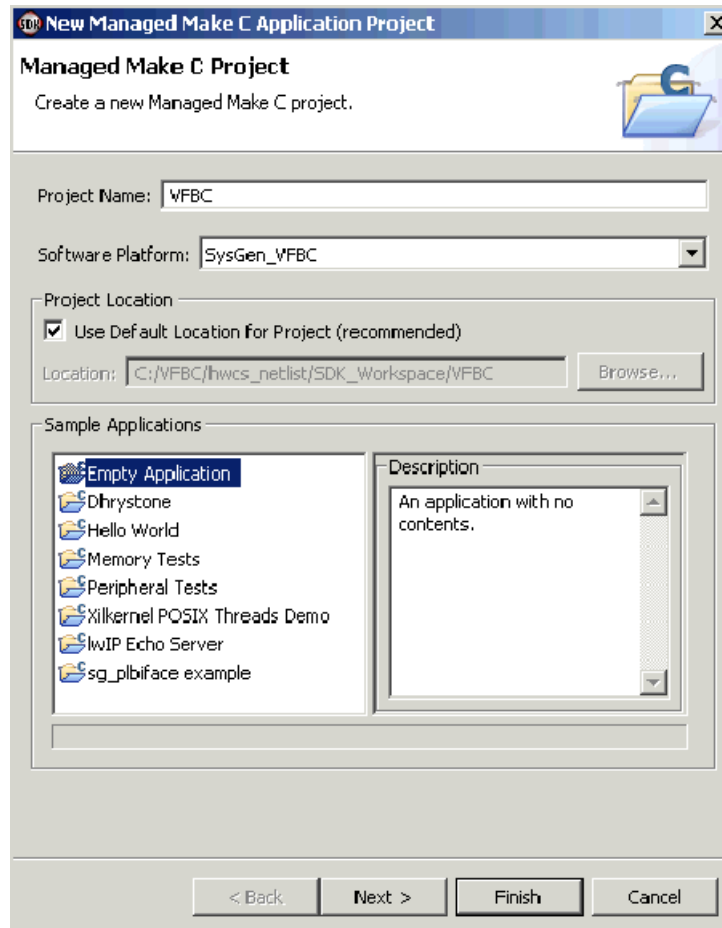 SDK New Managed Make C Application Project
Managed Make C Project
Create a new Managed Make C project.
Project Name: VFBC
Software Platform: SysGen_VFBC
Project Location
Use Default Location for Project (recommended)
Location: C:/VFBC/hwcs_netlist/SDK_Workspace/VFBC Browse...
Sample Applications
Empty Application
Dhrystone
Hello World
Memory Tests
Peripheral Tests
Xilkernel POSIX Threads Demo
lwIP Echo Server
sg_plbiface example
Description
An application with no
contents.
< Back Next > Finish Cancel